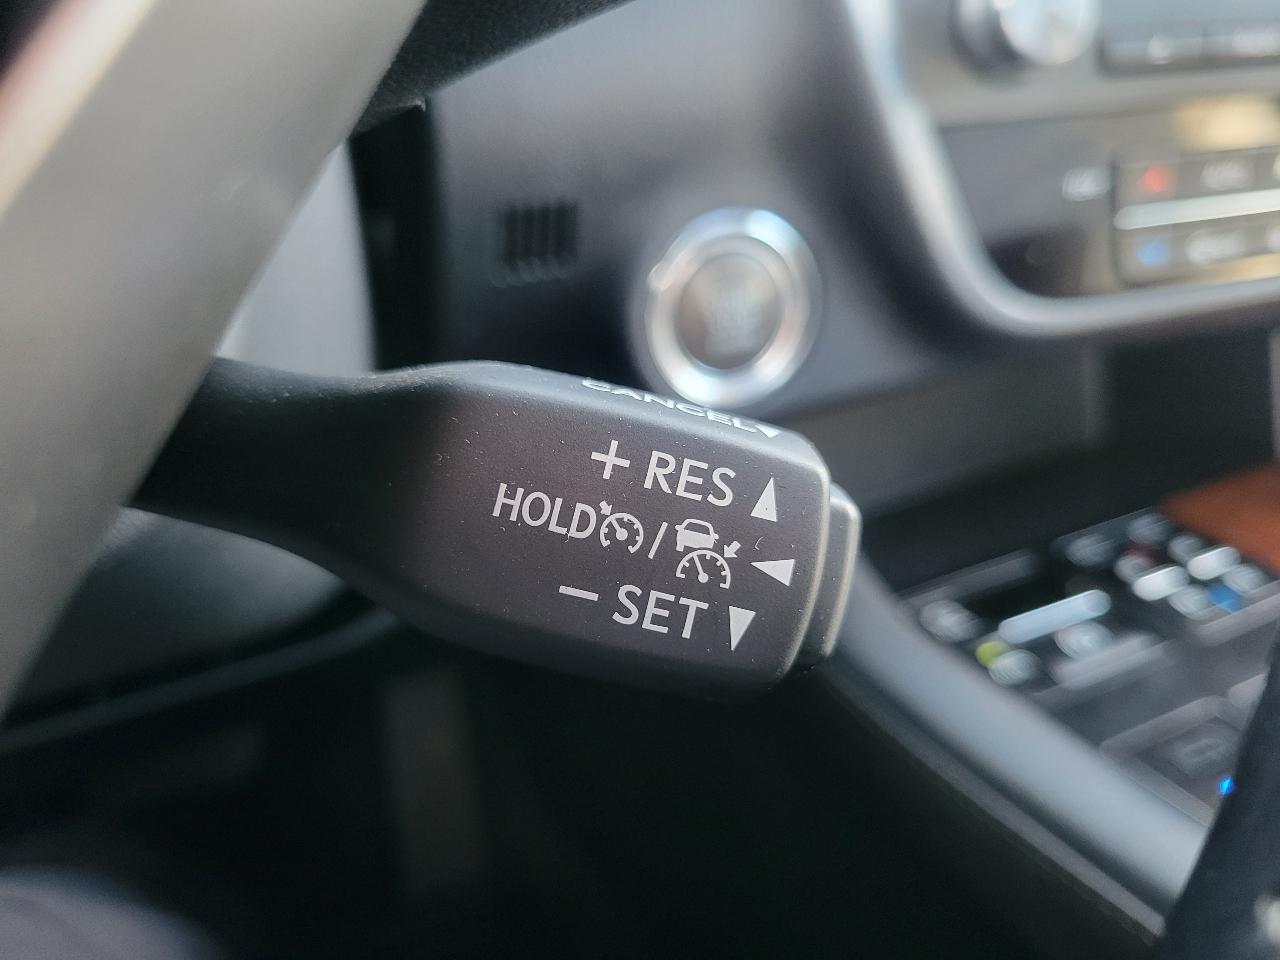 CANCEL▼
+ RES ▲
HOLD / ◄
− SET ▼